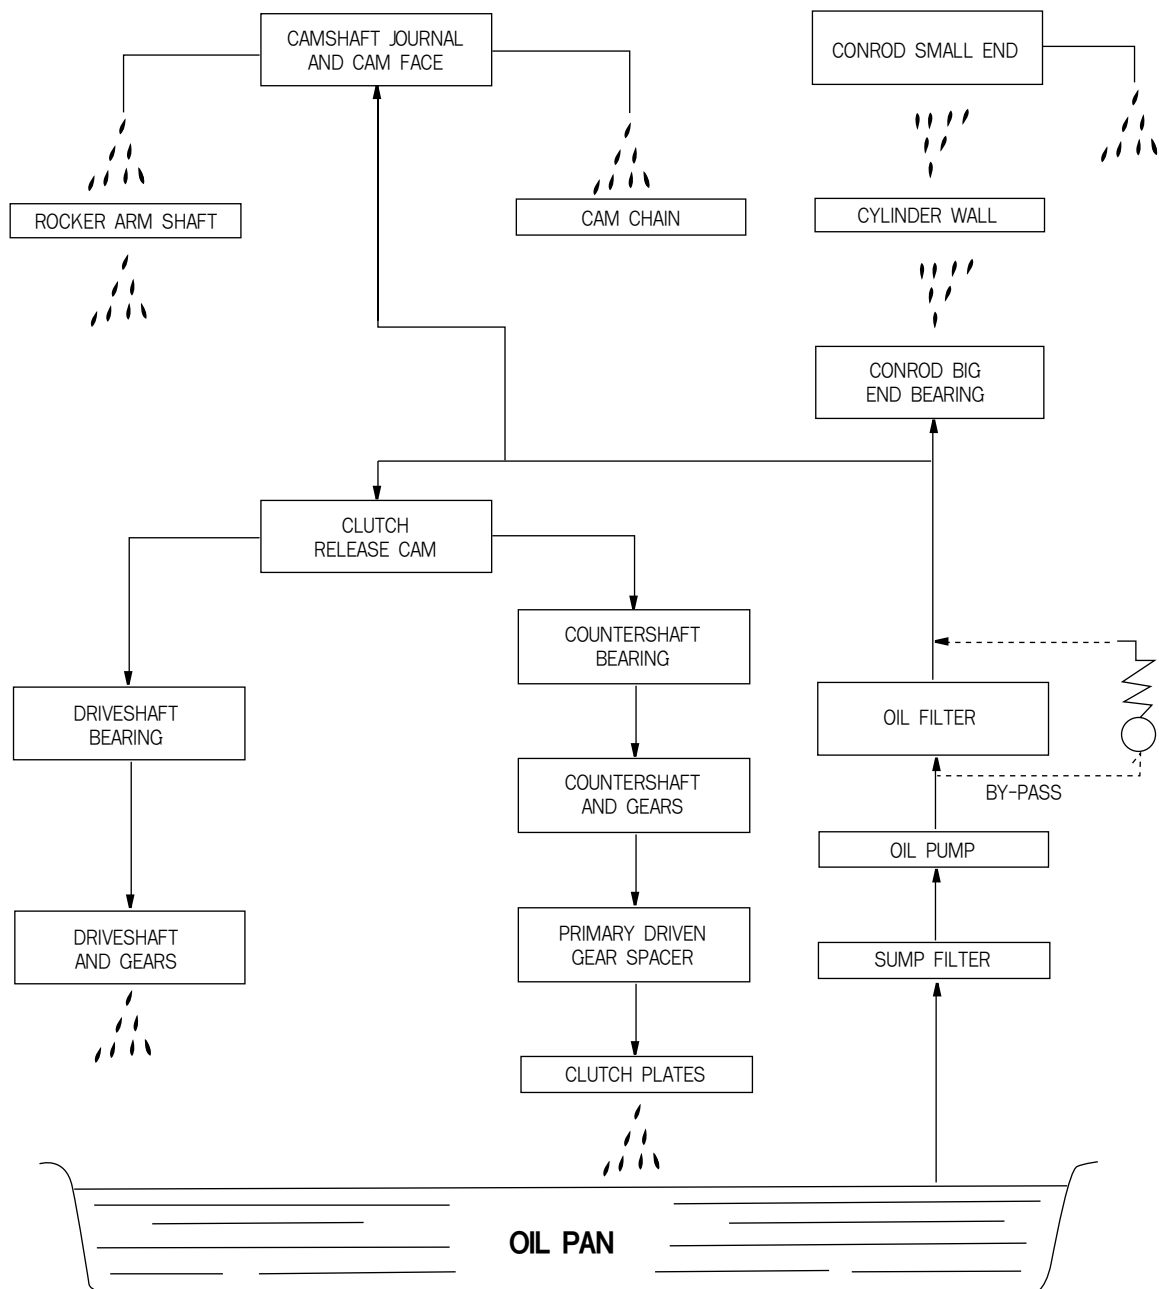 CAMSHAFT JOURNAL
AND CAM FACE
CONROD SMALL END
ROCKER ARM SHAFT
CAM CHAIN
CYLINDER WALL
CONROD BIG
END BEARING
CLUTCH
RELEASE CAM
COUNTERSHAFT
BEARING
DRIVESHAFT
BEARING
OIL FILTER
COUNTERSHAFT
AND GEARS
BY-PASS
OIL PUMP
DRIVESHAFT
AND GEARS
PRIMARY DRIVEN
GEAR SPACER
SUMP FILTER
CLUTCH PLATES
OIL PAN